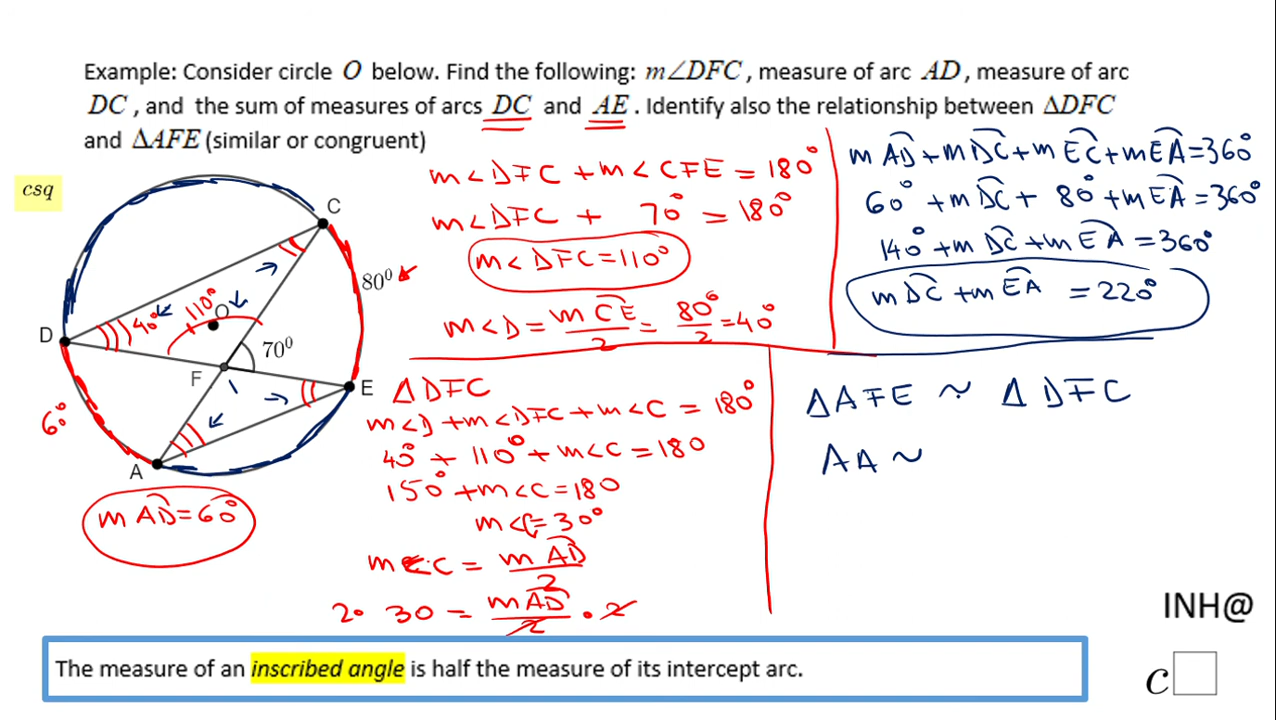 Example: Consider circle O below. Find the following: m∠DFC, measure of arc AD, measure of arc
DC, and the sum of measures of arcs DC and AE. Identify also the relationship between ΔDFC
and ΔAFE (similar or congruent)
csq
C
80⁰
D
40°
110°
O
70⁰
F
E
60°
A
m AD=60°
m<DFC + m<CFE = 180°
m<DFC + 70° = 180°
m<DFC=110°
m<D = mCE/2 = 80°/2 = 40°
ΔDFC
m<D + m<DFC + m<C = 180°
40° + 110° + m<C = 180
150° + m<C = 180
m<C = 30°
m<C = mAD/2
2· 30 = mAD/2 · 2
mAD + mDC + mEC + mEA = 360°
60° + mDC + 80° + mEA = 360°
140° + mDC + mEA = 360°
mDC + mEA = 220°
ΔAFE ~ ΔDFC
AA ~
INH@
c
The measure of an inscribed angle is half the measure of its intercept arc.